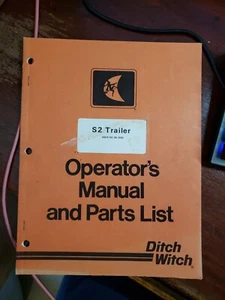 S2 Trailer
Operator's
Manual
and Parts List
Ditch
Witch